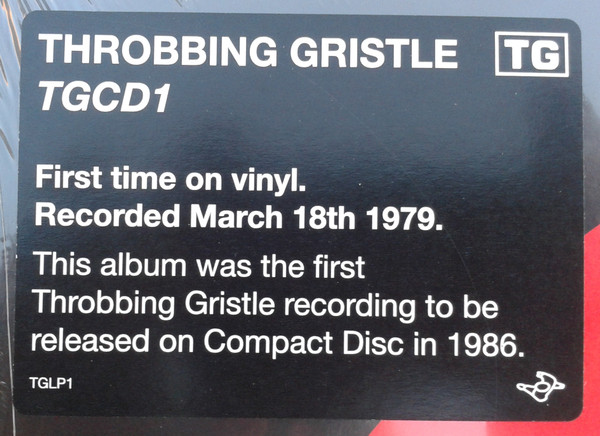 THROBBING GRISTLE TG
TGCD1
First time on vinyl.
Recorded March 18th 1979.
This album was the first
Throbbing Gristle recording to be
released on Compact Disc in 1986.
TGLP1